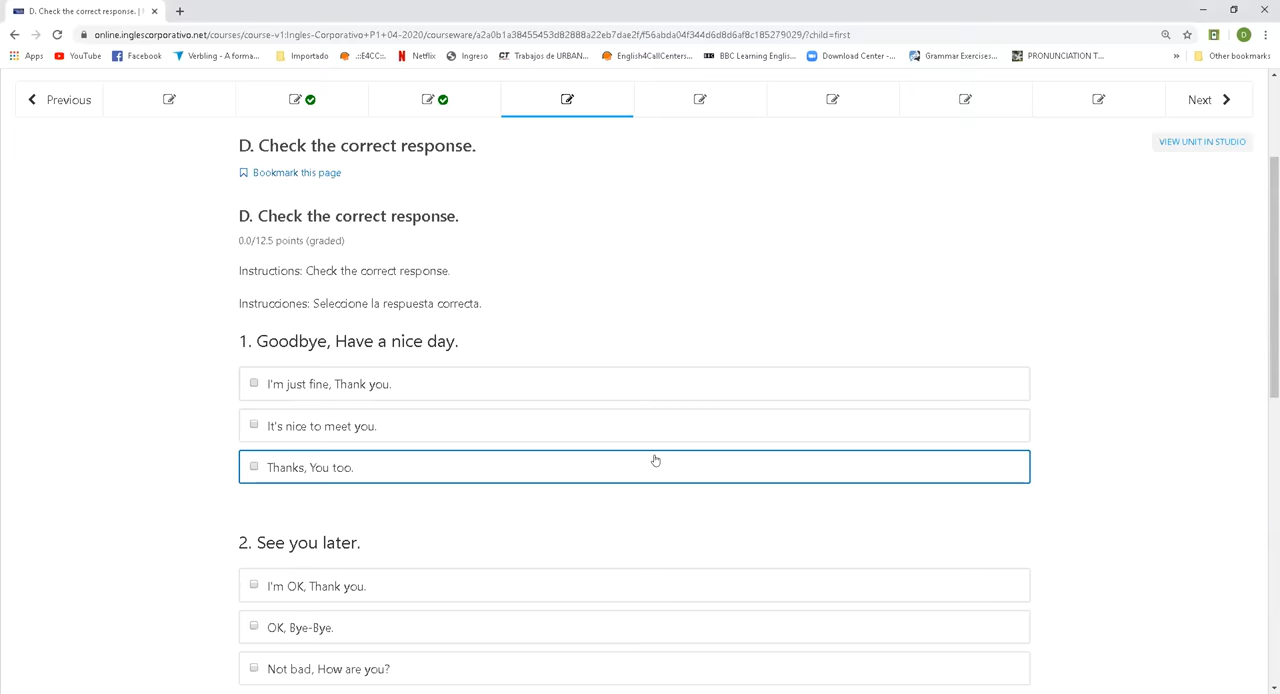 D. Check the correct response. |
online.inglescorporativo.net/courses/course-v1:Ingles-Corporativo+P1+04-2020/courseware/a2a0b1a38455453d82888a22eb7dae2f/56abda04f344d6d8d6af8c185279029/?child=first
D
Apps YouTube Facebook Verbling - A forma... Importado .::E4CC::. Netflix Ingreso CT Trabajos de URBAN... English4CallCenters... BBC Learning Englis... Download Center -... Grammar Exercises... PRONUNCIATION T... » Other bookmarks
Previous
Next
D. Check the correct response.
VIEW UNIT IN STUDIO
Bookmark this page
D. Check the correct response.
0.0/12.5 points (graded)
Instructions: Check the correct response.
Instrucciones: Seleccione la respuesta correcta.
1. Goodbye, Have a nice day.
I'm just fine, Thank you.
It's nice to meet you.
Thanks, You too.
2. See you later.
I'm OK, Thank you.
OK, Bye-Bye.
Not bad, How are you?